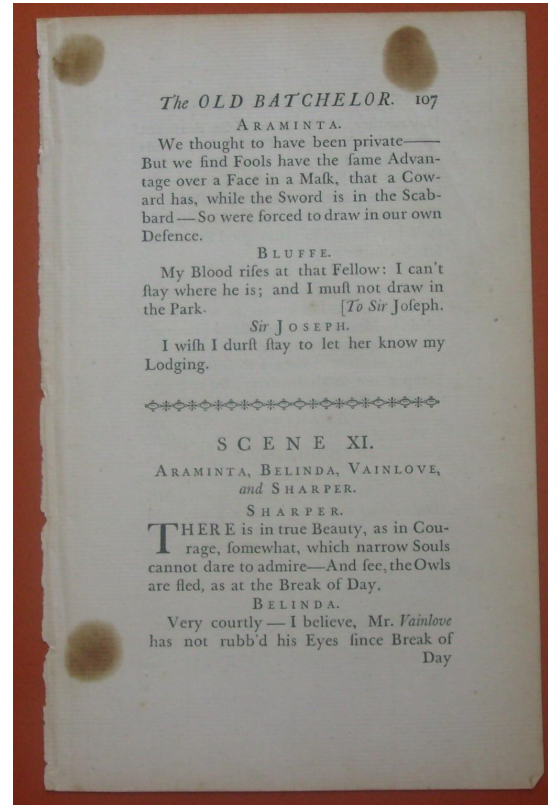 The OLD BATCHELOR. 107
ARAMINTA.
We thought to have been private——
But we find Fools have the ſame Advan-
tage over a Face in a Maſk, that a Cow-
ard has, while the Sword is in the Scab-
bard—So were forced to draw in our own
Defence.
BLUFFE.
My Blood riſes at that Fellow: I can't
ſtay where he is; and I muſt not draw in
the Park. [To Sir Joſeph.
Sir JOSEPH.
I wiſh I durſt ſtay to let her know my
Lodging.
SCENE XI.
ARAMINTA, BELINDA, VAINLOVE,
and SHARPER.
SHARPER.
THERE is in true Beauty, as in Cou-
rage, ſomewhat, which narrow Souls
cannot dare to admire—And ſee, the Owls
are fled, as at the Break of Day.
BELINDA.
Very courtly — I believe, Mr. Vainlove
has not rubb'd his Eyes ſince Break of
Day